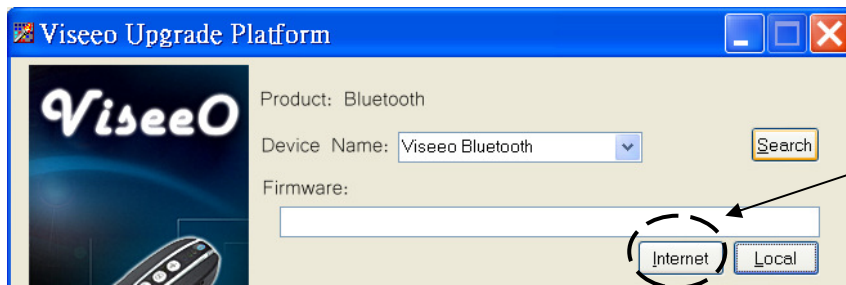 Viseeo Upgrade Platform
ViseeO
Product: Bluetooth
Device Name: Viseeo Bluetooth
Search
Firmware:
Internet
Local